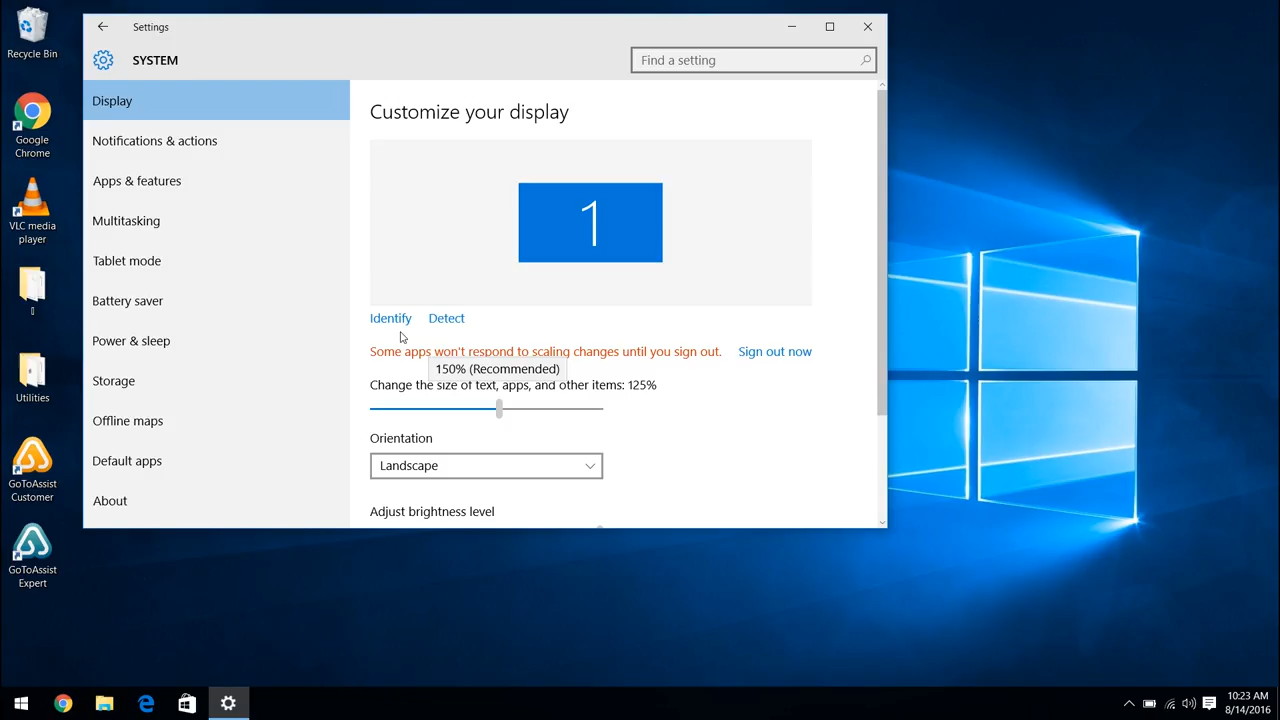 Recycle Bin
Google
Chrome
VLC media
player
Utilities
GoToAssist
Customer
GoToAssist
Expert
Settings
SYSTEM
Find a setting
Display
Notifications & actions
Apps & features
Multitasking
Tablet mode
Battery saver
Power & sleep
Storage
Offline maps
Default apps
About
Customize your display
1
Identify Detect
Some apps won't respond to scaling changes until you sign out. Sign out now
150% (Recommended)
Change the size of text, apps, and other items: 125%
Orientation
Landscape
Adjust brightness level
10:23 AM
8/14/2016